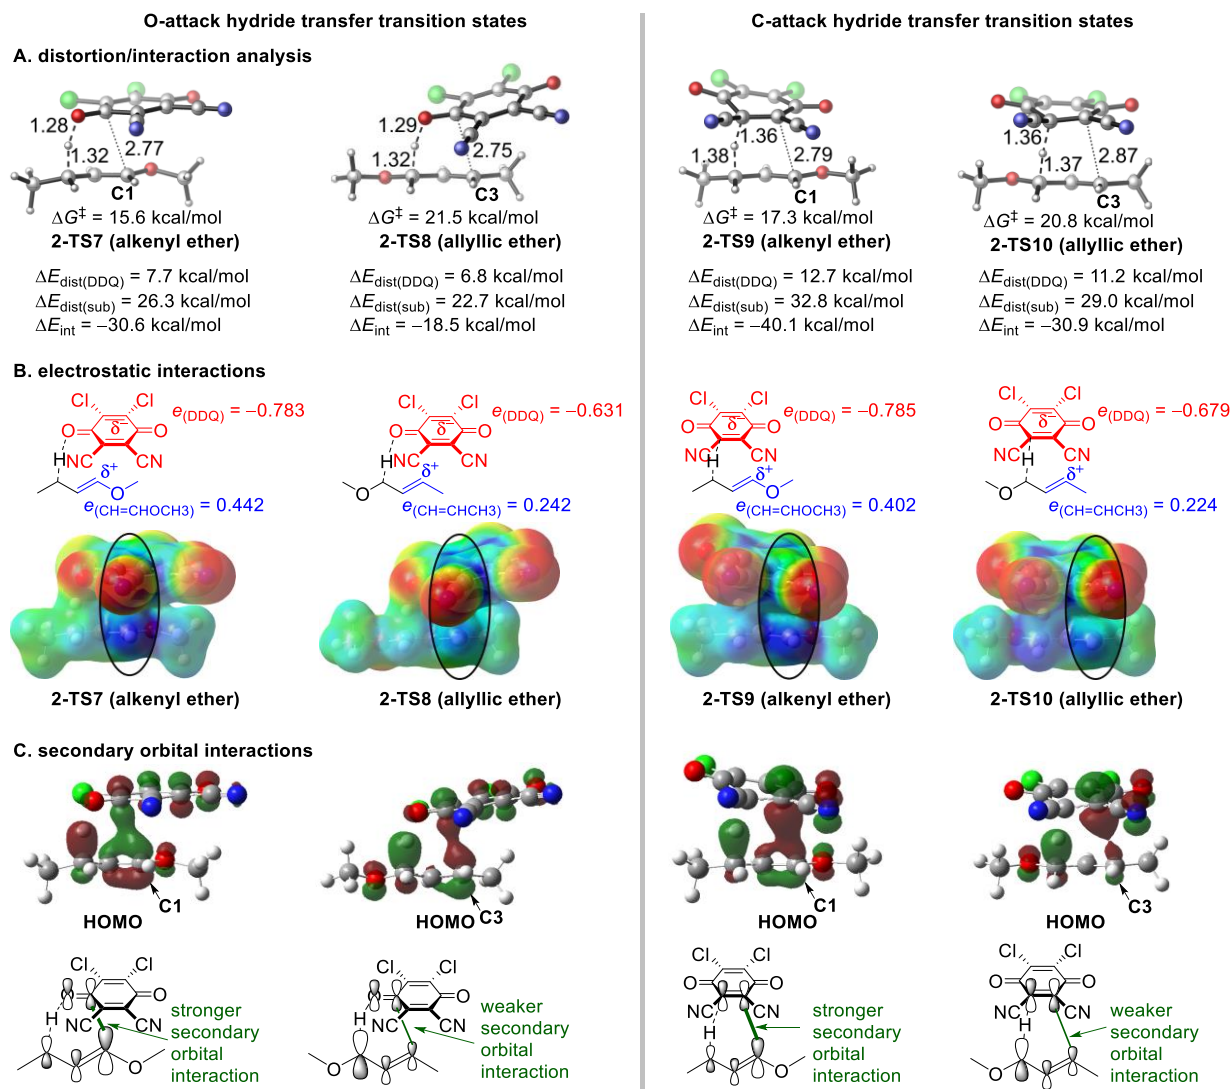 O-attack hydride transfer transition states
C-attack hydride transfer transition states
A. distortion/interaction analysis
1.28
1.32
2.77
C1
ΔG‡ = 15.6 kcal/mol
2-TS7 (alkenyl ether)
ΔEdist(DDQ) = 7.7 kcal/mol
ΔEdist(sub) = 26.3 kcal/mol
ΔEint = −30.6 kcal/mol
1.29
1.32
2.75
C3
ΔG‡ = 21.5 kcal/mol
2-TS8 (allyllic ether)
ΔEdist(DDQ) = 6.8 kcal/mol
ΔEdist(sub) = 22.7 kcal/mol
ΔEint = −18.5 kcal/mol
1.36
1.38
2.79
C1
ΔG‡ = 17.3 kcal/mol
2-TS9 (alkenyl ether)
ΔEdist(DDQ) = 12.7 kcal/mol
ΔEdist(sub) = 32.8 kcal/mol
ΔEint = −40.1 kcal/mol
1.36
1.37
2.87
C3
ΔG‡ = 20.8 kcal/mol
2-TS10 (allyllic ether)
ΔEdist(DDQ) = 11.2 kcal/mol
ΔEdist(sub) = 29.0 kcal/mol
ΔEint = −30.9 kcal/mol
B. electrostatic interactions
Cl Cl
e(DDQ) = −0.783
O δ− O
H NC CN
δ+
O
e(CH=CHOCH3) = 0.442
2-TS7 (alkenyl ether)
Cl Cl
e(DDQ) = −0.631
O δ− O
H NC CN
δ+
O
e(CH=CHCH3) = 0.242
2-TS8 (allyllic ether)
Cl Cl
e(DDQ) = −0.785
O δ− O
NC CN
H
δ+
O
e(CH=CHOCH3) = 0.402
2-TS9 (alkenyl ether)
Cl Cl
e(DDQ) = −0.679
O δ− O
NC CN
H
δ+
O
e(CH=CHCH3) = 0.224
2-TS10 (allyllic ether)
C. secondary orbital interactions
C1
HOMO
C3
HOMO
C1
HOMO
C3
HOMO
Cl Cl
O O
H NC CN
O
stronger
secondary
orbital
interaction
Cl Cl
O O
H NC CN
O
weaker
secondary
orbital
interaction
Cl Cl
O O
NC CN
H
O
stronger
secondary
orbital
interaction
Cl Cl
O O
NC CN
H
O
weaker
secondary
orbital
interaction